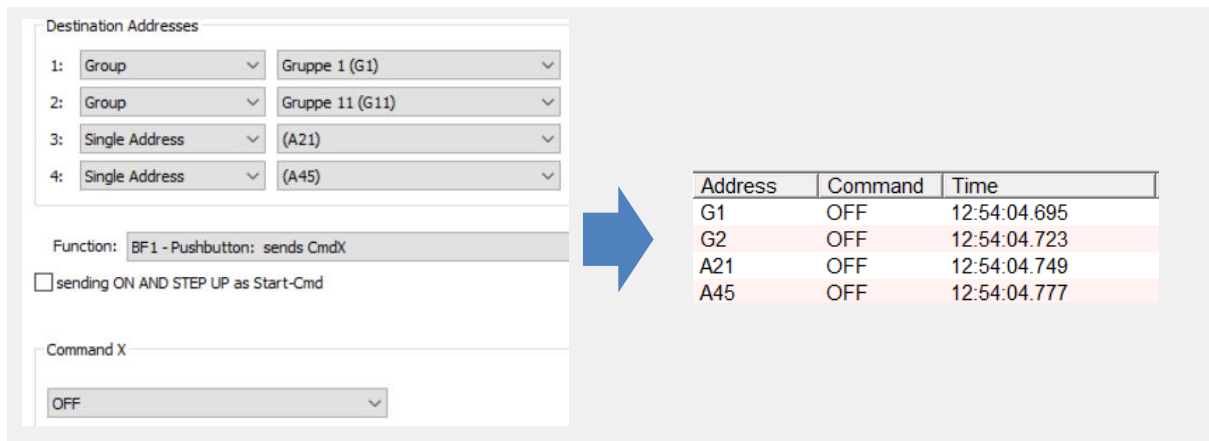 Destination Addresses
1: Group Gruppe 1 (G1)
2: Group Gruppe 11 (G11)
3: Single Address (A21)
4: Single Address (A45)
Function: BF1 - Pushbutton: sends CmdX
sending ON AND STEP UP as Start-Cmd
Command X
OFF
Address Command Time
G1 OFF 12:54:04.695
G2 OFF 12:54:04.723
A21 OFF 12:54:04.749
A45 OFF 12:54:04.777